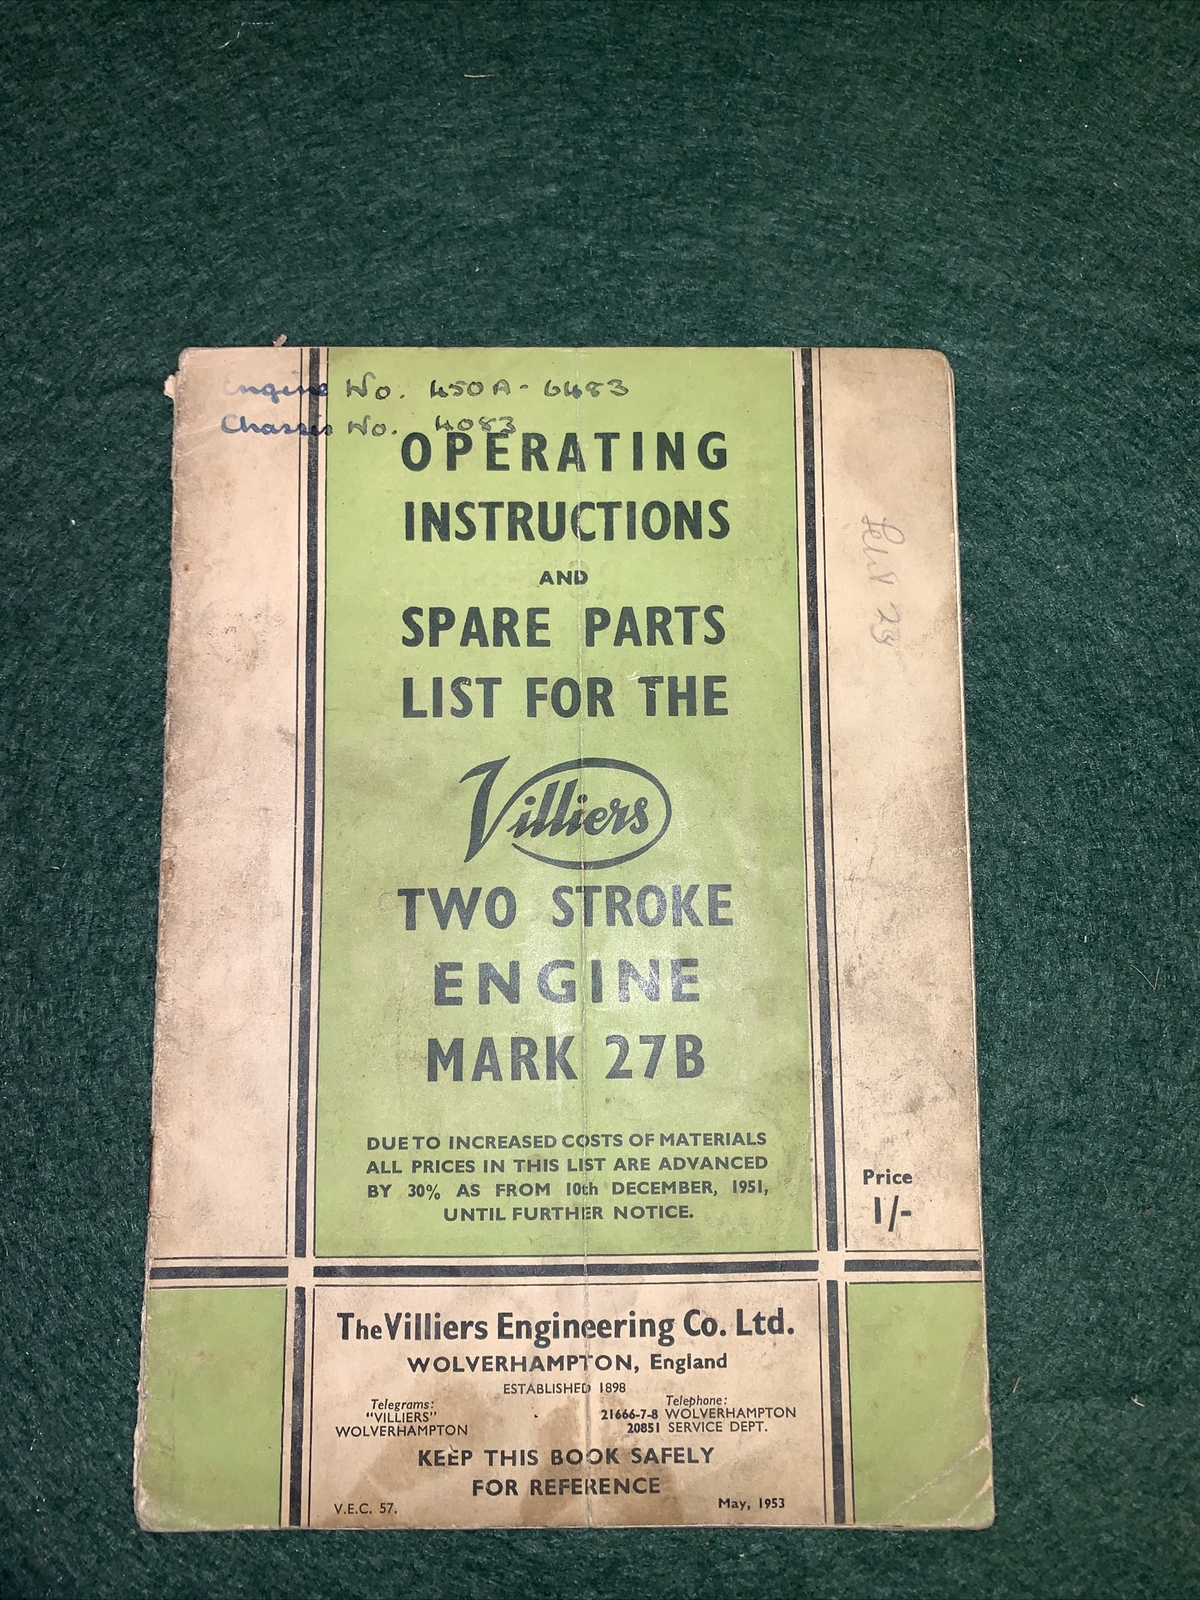 Engine No. 450A-6483
Chassis No. 4083
OPERATING
INSTRUCTIONS
AND
SPARE PARTS
LIST FOR THE
Villiers
TWO STROKE
ENGINE
MARK 27B
DUE TO INCREASED COSTS OF MATERIALS
ALL PRICES IN THIS LIST ARE ADVANCED
BY 30% AS FROM 10th DECEMBER, 1951,
UNTIL FURTHER NOTICE.
Price
1/-
The Villiers Engineering Co. Ltd.
WOLVERHAMPTON, England
ESTABLISHED 1898
Telegrams:
"VILLIERS"
WOLVERHAMPTON
Telephone:
21666-7-8 WOLVERHAMPTON
20851 SERVICE DEPT.
KEEP THIS BOOK SAFELY
FOR REFERENCE
V.E.C. 57.
May, 1953